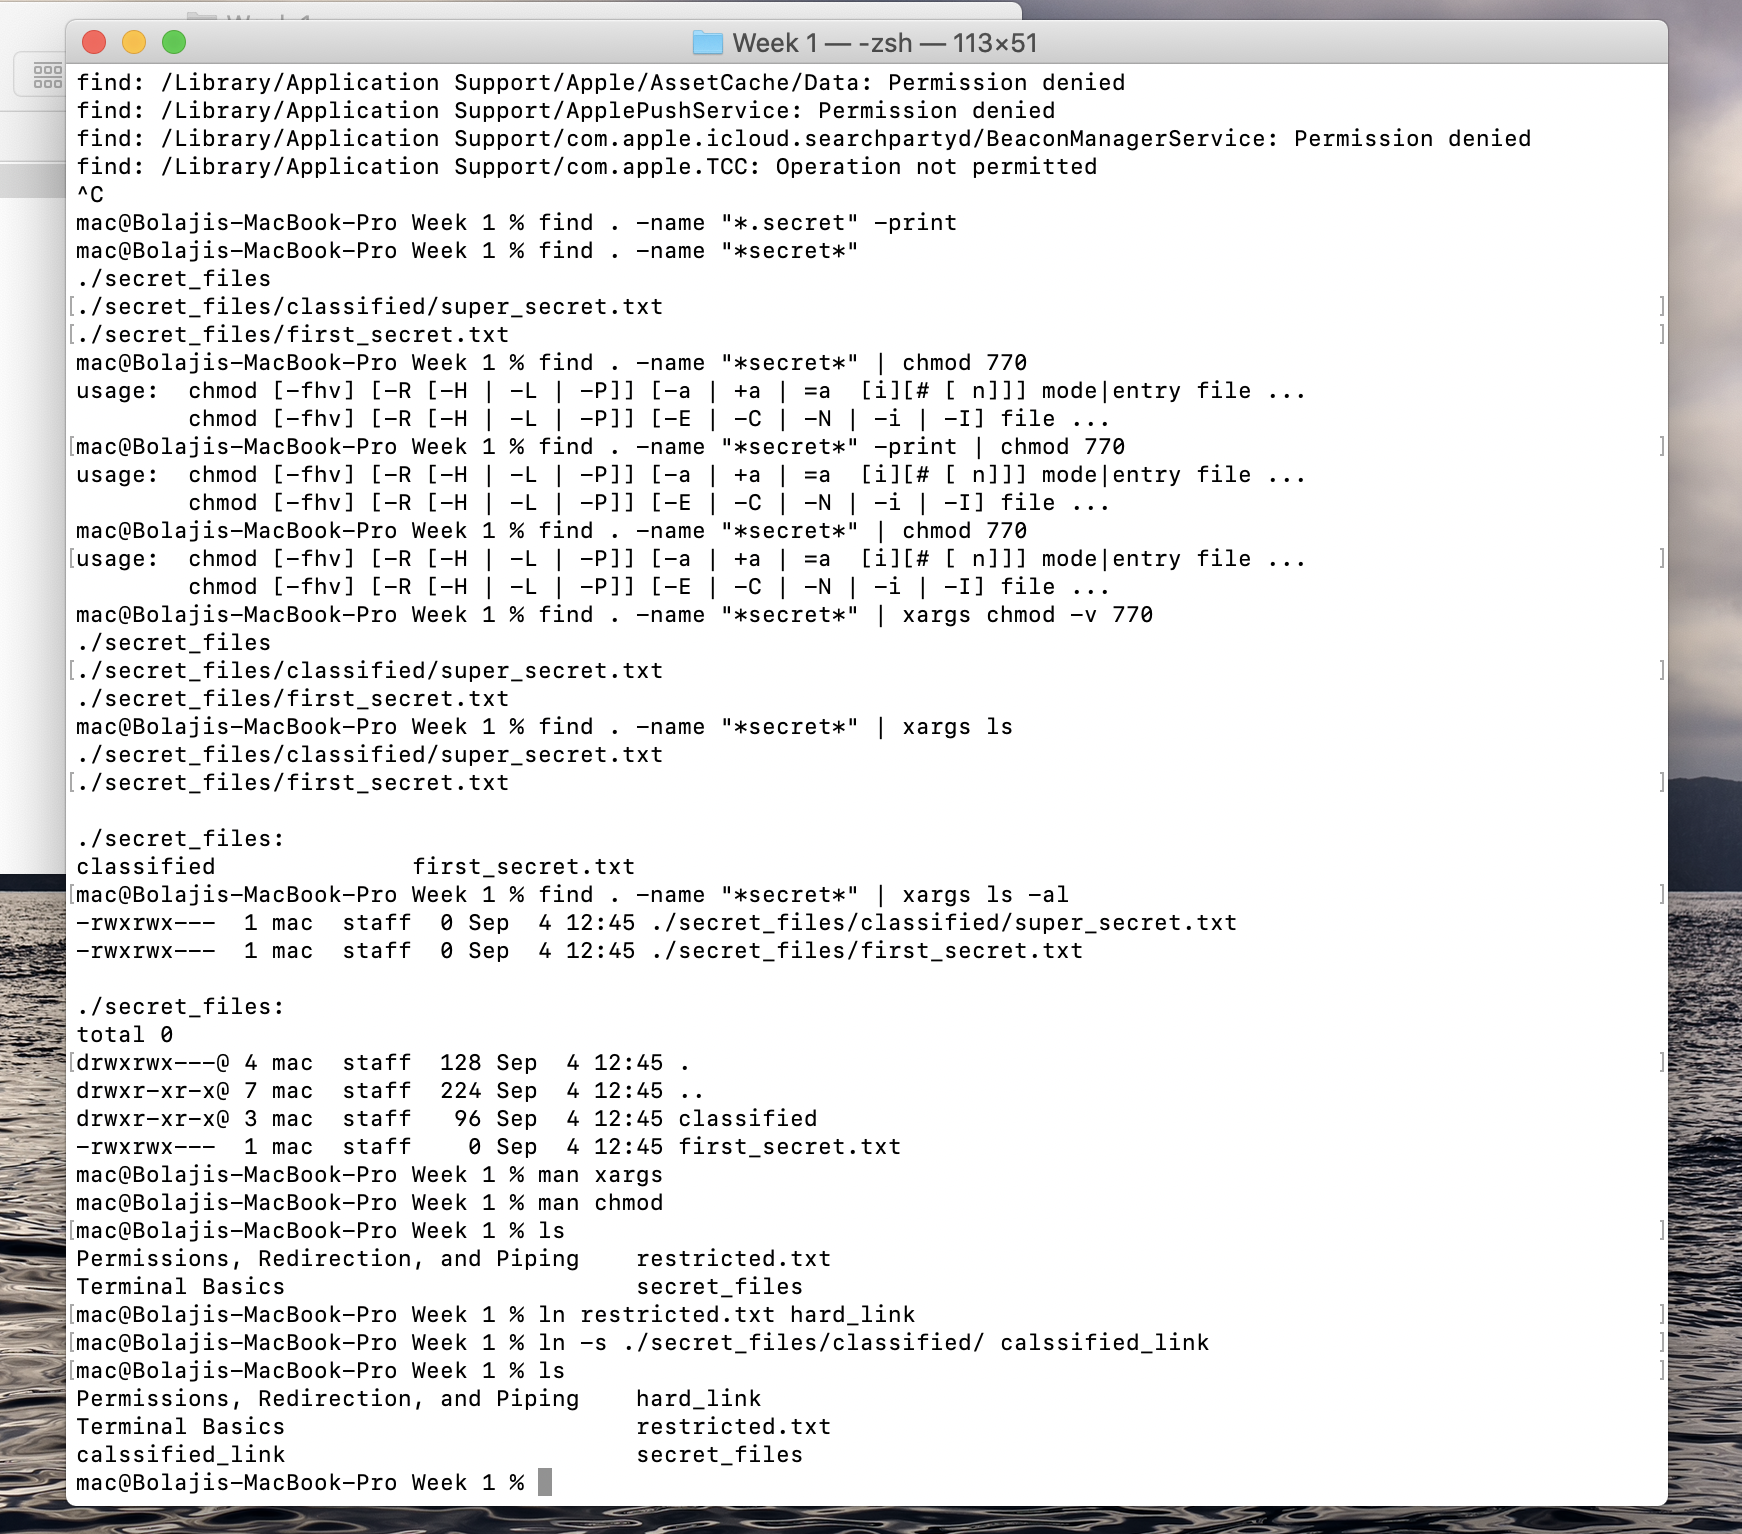 Week 1 — -zsh — 113×51
find: /Library/Application Support/Apple/AssetCache/Data: Permission denied
find: /Library/Application Support/ApplePushService: Permission denied
find: /Library/Application Support/com.apple.icloud.searchpartyd/BeaconManagerService: Permission denied
find: /Library/Application Support/com.apple.TCC: Operation not permitted
^C
mac@Bolajis-MacBook-Pro Week 1 % find . -name "*.secret" -print
mac@Bolajis-MacBook-Pro Week 1 % find . -name "*secret*"
./secret_files
[./secret_files/classified/super_secret.txt ]
[./secret_files/first_secret.txt ]
mac@Bolajis-MacBook-Pro Week 1 % find . -name "*secret*" | chmod 770
usage:  chmod [-fhv] [-R [-H | -L | -P]] [-a | +a | =a  [i][# [ n]]] mode|entry file ...
        chmod [-fhv] [-R [-H | -L | -P]] [-E | -C | -N | -i | -I] file ...
[mac@Bolajis-MacBook-Pro Week 1 % find . -name "*secret*" -print | chmod 770 ]
usage:  chmod [-fhv] [-R [-H | -L | -P]] [-a | +a | =a  [i][# [ n]]] mode|entry file ...
        chmod [-fhv] [-R [-H | -L | -P]] [-E | -C | -N | -i | -I] file ...
mac@Bolajis-MacBook-Pro Week 1 % find . -name "*secret*" | chmod 770
[usage:  chmod [-fhv] [-R [-H | -L | -P]] [-a | +a | =a  [i][# [ n]]] mode|entry file ... ]
        chmod [-fhv] [-R [-H | -L | -P]] [-E | -C | -N | -i | -I] file ...
mac@Bolajis-MacBook-Pro Week 1 % find . -name "*secret*" | xargs chmod -v 770
./secret_files
[./secret_files/classified/super_secret.txt ]
./secret_files/first_secret.txt
mac@Bolajis-MacBook-Pro Week 1 % find . -name "*secret*" | xargs ls
./secret_files/classified/super_secret.txt
[./secret_files/first_secret.txt ]
./secret_files:
classified              first_secret.txt
[mac@Bolajis-MacBook-Pro Week 1 % find . -name "*secret*" | xargs ls -al ]
-rwxrwx---  1 mac  staff  0 Sep  4 12:45 ./secret_files/classified/super_secret.txt
-rwxrwx---  1 mac  staff  0 Sep  4 12:45 ./secret_files/first_secret.txt
./secret_files:
total 0
[drwxrwx---@ 4 mac  staff  128 Sep  4 12:45 . ]
drwxr-xr-x@ 7 mac  staff  224 Sep  4 12:45 ..
drwxr-xr-x@ 3 mac  staff   96 Sep  4 12:45 classified
-rwxrwx---  1 mac  staff    0 Sep  4 12:45 first_secret.txt
mac@Bolajis-MacBook-Pro Week 1 % man xargs
mac@Bolajis-MacBook-Pro Week 1 % man chmod
[mac@Bolajis-MacBook-Pro Week 1 % ls ]
Permissions, Redirection, and Piping    restricted.txt
Terminal Basics                         secret_files
[mac@Bolajis-MacBook-Pro Week 1 % ln restricted.txt hard_link ]
[mac@Bolajis-MacBook-Pro Week 1 % ln -s ./secret_files/classified/ calssified_link ]
[mac@Bolajis-MacBook-Pro Week 1 % ls ]
Permissions, Redirection, and Piping    hard_link
Terminal Basics                         restricted.txt
calssified_link                         secret_files
mac@Bolajis-MacBook-Pro Week 1 %